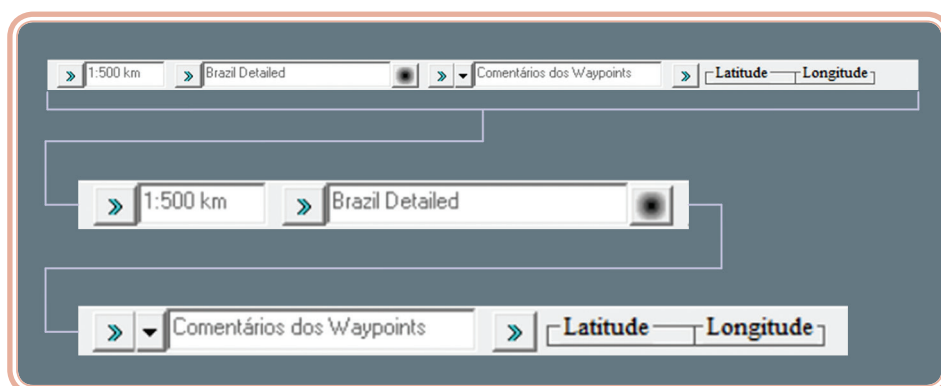 1:500 km Brazil Detailed Comentários dos Waypoints Latitude Longitude
1:500 km Brazil Detailed
Comentários dos Waypoints Latitude Longitude